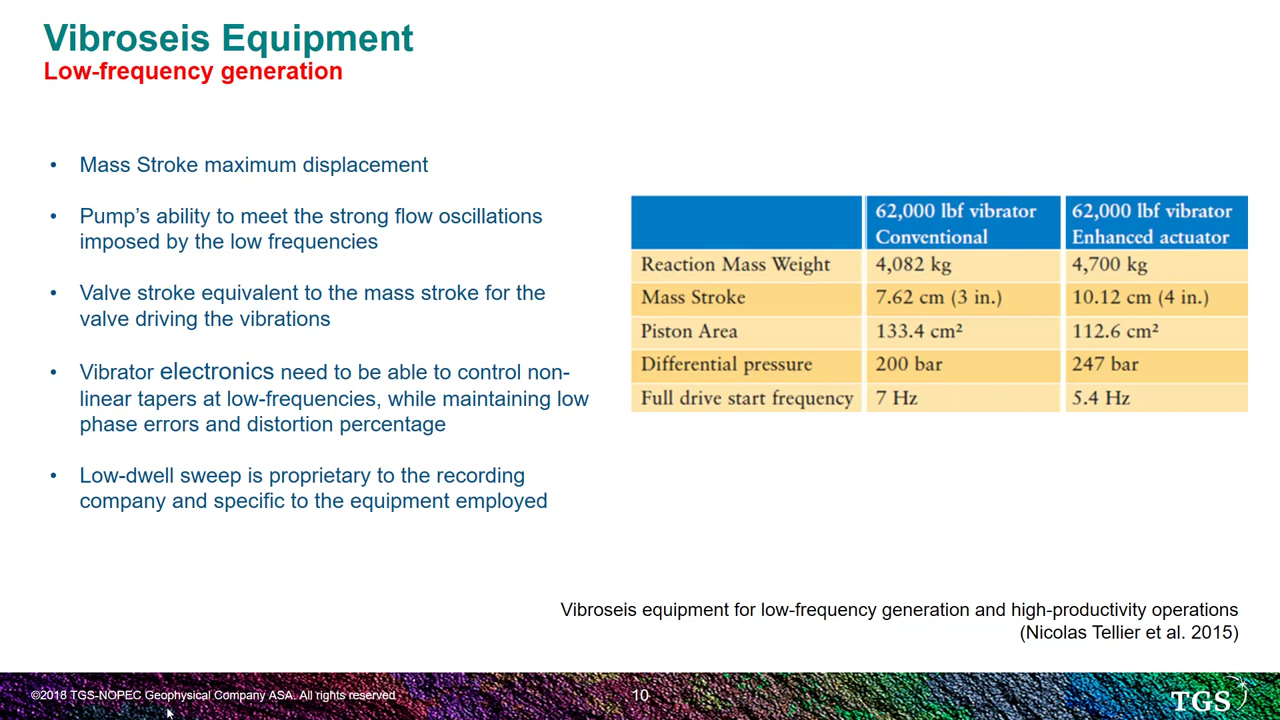 Vibroseis Equipment
Low-frequency generation
• Mass Stroke maximum displacement
• Pump's ability to meet the strong flow oscillations
imposed by the low frequencies
• Valve stroke equivalent to the mass stroke for the
valve driving the vibrations
• Vibrator electronics need to be able to control non-
linear tapers at low-frequencies, while maintaining low
phase errors and distortion percentage
• Low-dwell sweep is proprietary to the recording
company and specific to the equipment employed
62,000 lbf vibrator 62,000 lbf vibrator
Conventional Enhanced actuator
Reaction Mass Weight 4,082 kg 4,700 kg
Mass Stroke 7.62 cm (3 in.) 10.12 cm (4 in.)
Piston Area 133.4 cm² 112.6 cm²
Differential pressure 200 bar 247 bar
Full drive start frequency 7 Hz 5.4 Hz
Vibroseis equipment for low-frequency generation and high-productivity operations
(Nicolas Tellier et al. 2015)
©2018 TGS-NOPEC Geophysical Company ASA. All rights reserved
10
TGS